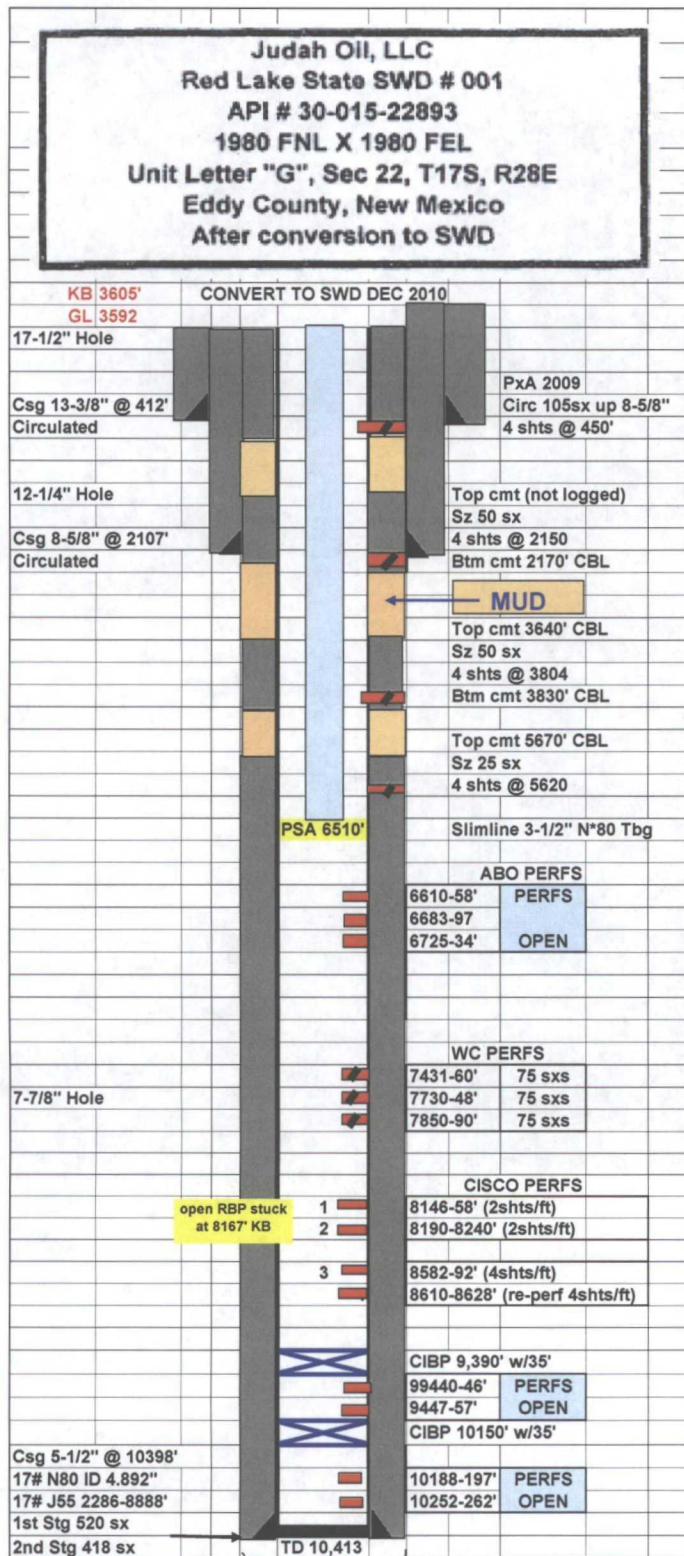 Judah Oil, LLC
Red Lake State SWD # 001
API # 30-015-22893
1980 FNL X 1980 FEL
Unit Letter "G", Sec 22, T17S, R28E
Eddy County, New Mexico
After conversion to SWD
KB 3605' CONVERT TO SWD DEC 2010
GL 3592
17-1/2" Hole
PxA 2009
Csg 13-3/8" @ 412' Circ 105sx up 8-5/8"
Circulated 4 shts @ 450'
12-1/4" Hole Top cmt (not logged)
Sz 50 sx
Csg 8-5/8" @ 2107' 4 shts @ 2150
Circulated Btm cmt 2170' CBL
MUD
Top cmt 3640' CBL
Sz 50 sx
4 shts @ 3804
Btm cmt 3830' CBL
Top cmt 5670' CBL
Sz 25 sx
4 shts @ 5620
PSA 6510' Slimline 3-1/2" N*80 Tbg
ABO PERFS
6610-58' PERFS
6683-97
6725-34' OPEN
WC PERFS
7431-60' 75 sxs
7-7/8" Hole 7730-48' 75 sxs
7850-90' 75 sxs
CISCO PERFS
open RBP stuck 1 8146-58' (2shts/ft)
at 8167' KB 2 8190-8240' (2shts/ft)
3 8582-92' (4shts/ft)
8610-8628' (re-perf 4shts/ft)
CIBP 9,390' w/35'
99440-46' PERFS
9447-57' OPEN
CIBP 10150' w/35'
Csg 5-1/2" @ 10398'
17# N80 ID 4.892" 10188-197' PERFS
17# J55 2286-8888' 10252-262' OPEN
1st Stg 520 sx
2nd Stg 418 sx TD 10,413